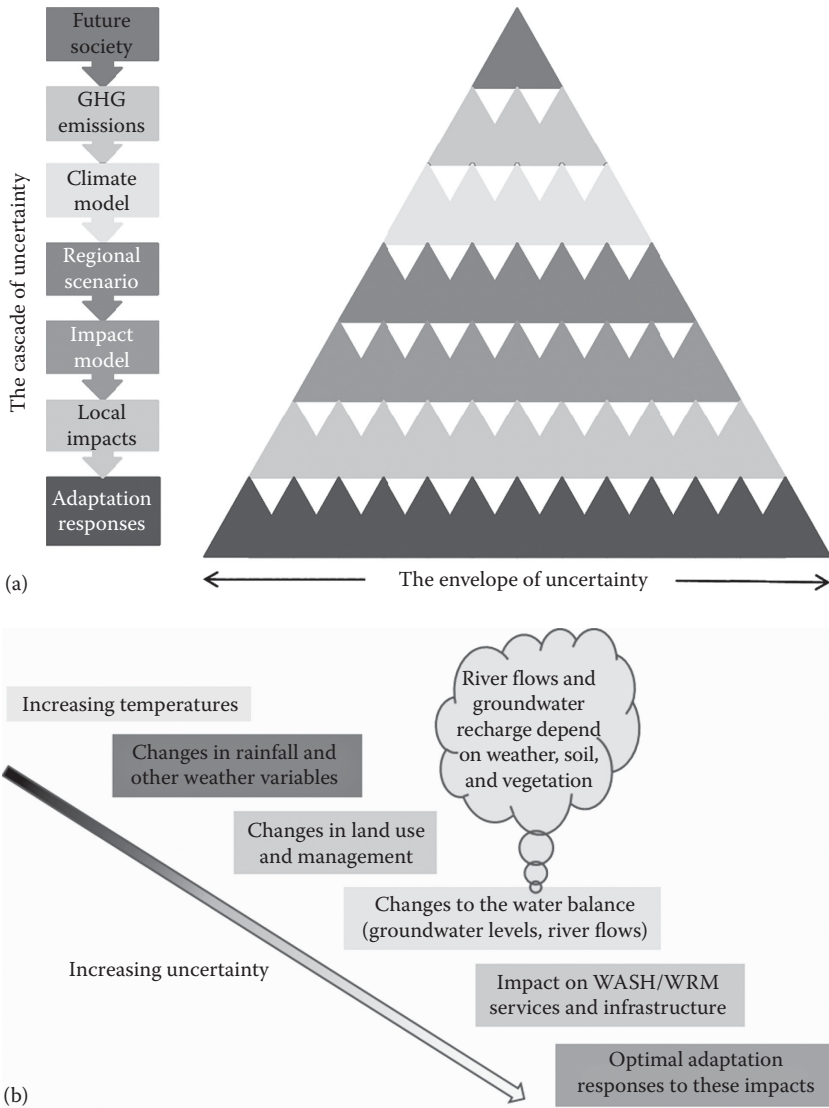 The cascade of uncertainty
Future
society
GHG
emissions
Climate
model
Regional
scenario
Impact
model
Local
impacts
Adaptation
responses
(a)
The envelope of uncertainty
River flows and
groundwater
recharge depend
on weather, soil,
and vegetation
Increasing temperatures
Changes in rainfall and
other weather variables
Changes in land use
and management
Changes to the water balance
(groundwater levels, river flows)
Increasing uncertainty
Impact on WASH/WRM
services and infrastructure
Optimal adaptation
responses to these impacts
(b)